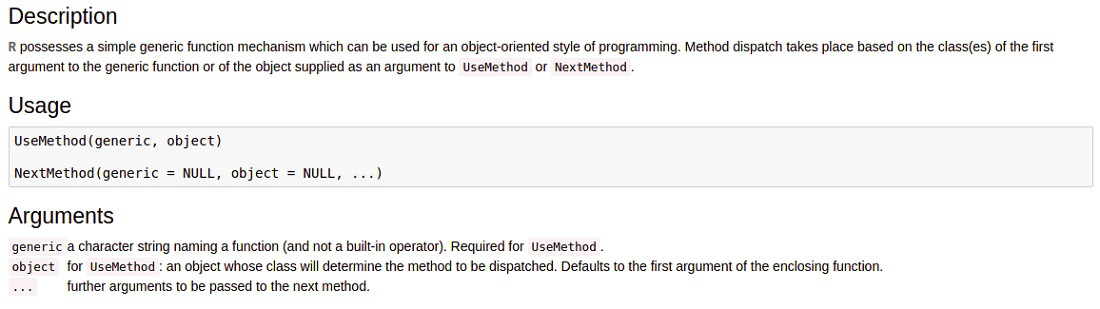 Description
R possesses a simple generic function mechanism which can be used for an object-oriented style of programming. Method dispatch takes place based on the class(es) of the first
argument to the generic function or of the object supplied as an argument to UseMethod or NextMethod.
Usage
UseMethod(generic, object)
NextMethod(generic = NULL, object = NULL, ...)
Arguments
generic a character string naming a function (and not a built-in operator). Required for UseMethod.
object for UseMethod: an object whose class will determine the method to be dispatched. Defaults to the first argument of the enclosing function.
... further arguments to be passed to the next method.